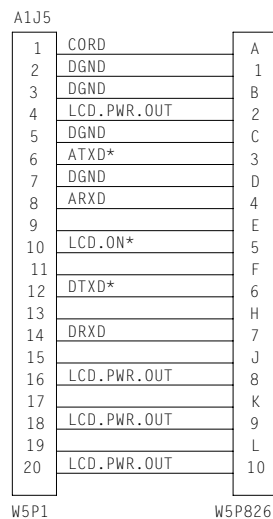 A1J5
1 CORD A
2 DGND 1
3 DGND B
4 LCD.PWR.OUT 2
5 DGND C
6 ATXD* 3
7 DGND D
8 ARXD 4
9 E
10 LCD.ON* 5
11 F
12 DTXD* 6
13 H
14 DRXD 7
15 J
16 LCD.PWR.OUT 8
17 K
18 LCD.PWR.OUT 9
19 L
20 LCD.PWR.OUT 10
W5P1 W5P826